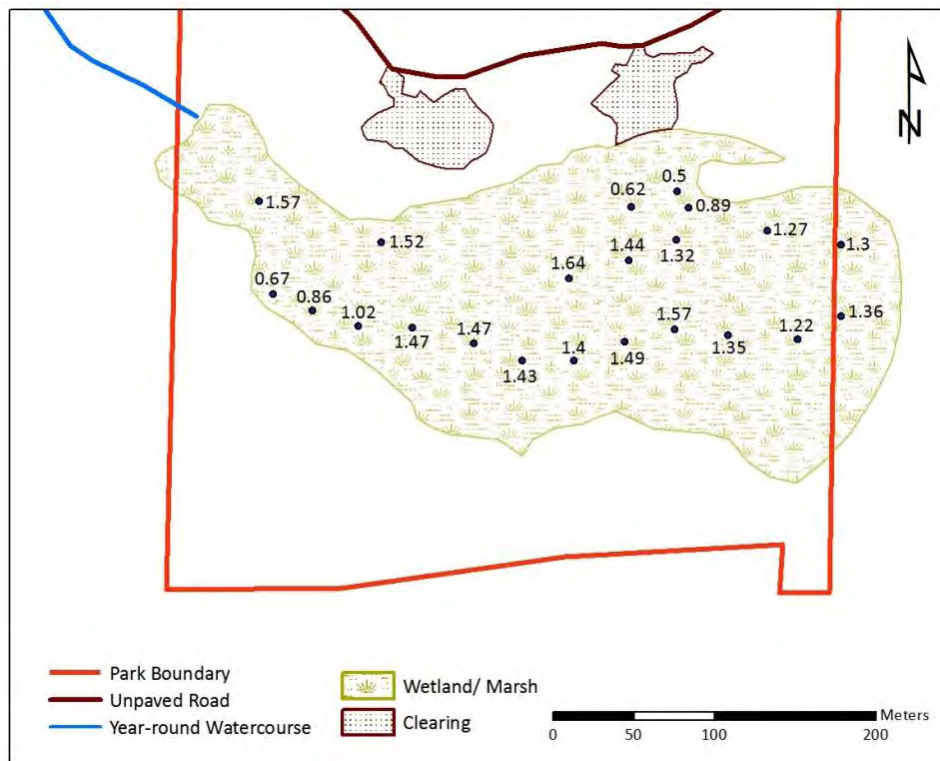 0.5
0.62
0.89
1.57
1.27
1.52
1.44
1.32
1.3
1.64
0.67
0.86
1.02
1.47
1.47
1.57
1.36
1.43
1.4
1.49
1.35
1.22
N
Park Boundary
Unpaved Road
Year-round Watercourse
Wetland/ Marsh
Clearing
Meters
0 50 100 200